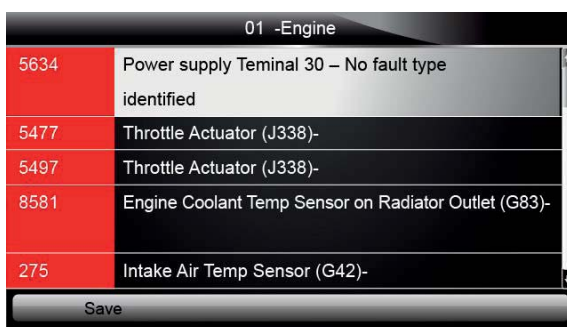 01 -Engine
5634 Power supply Teminal 30 – No fault type
identified
5477 Throttle Actuator (J338)-
5497 Throttle Actuator (J338)-
8581 Engine Coolant Temp Sensor on Radiator Outlet (G83)-
275 Intake Air Temp Sensor (G42)-
Save